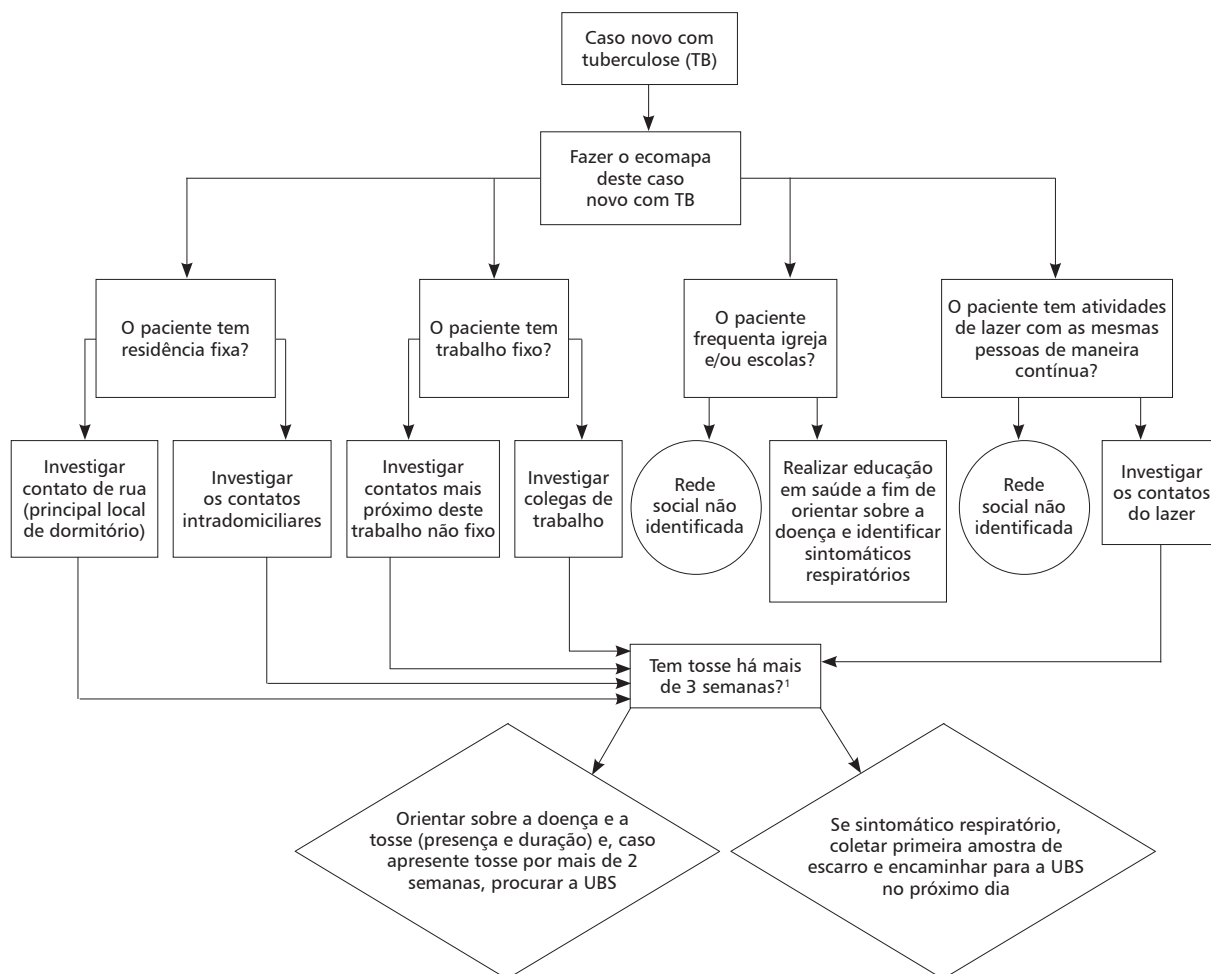 Caso novo com
tuberculose (TB)
Fazer o ecomapa
deste caso
novo com TB
O paciente tem
residência fixa?
O paciente tem
trabalho fixo?
O paciente
frequenta igreja
e/ou escolas?
O paciente tem atividades
de lazer com as mesmas
pessoas de maneira
contínua?
Investigar
contato de rua
(principal local
de dormitório)
Investigar
os contatos
intradomiciliares
Investigar
contatos mais
próximo deste
trabalho não fixo
Investigar
colegas de
trabalho
Rede
social não
identificada
Realizar educação
em saúde a fim de
orientar sobre a
doença e identificar
sintomáticos
respiratórios
Rede
social não
identificada
Investigar
os contatos
do lazer
Tem tosse há mais
de 3 semanas?¹
Orientar sobre a doença e a
tosse (presença e duração) e, caso
apresente tosse por mais de 2
semanas, procurar a UBS
Se sintomático respiratório,
coletar primeira amostra de
escarro e encaminhar para a UBS
no próximo dia